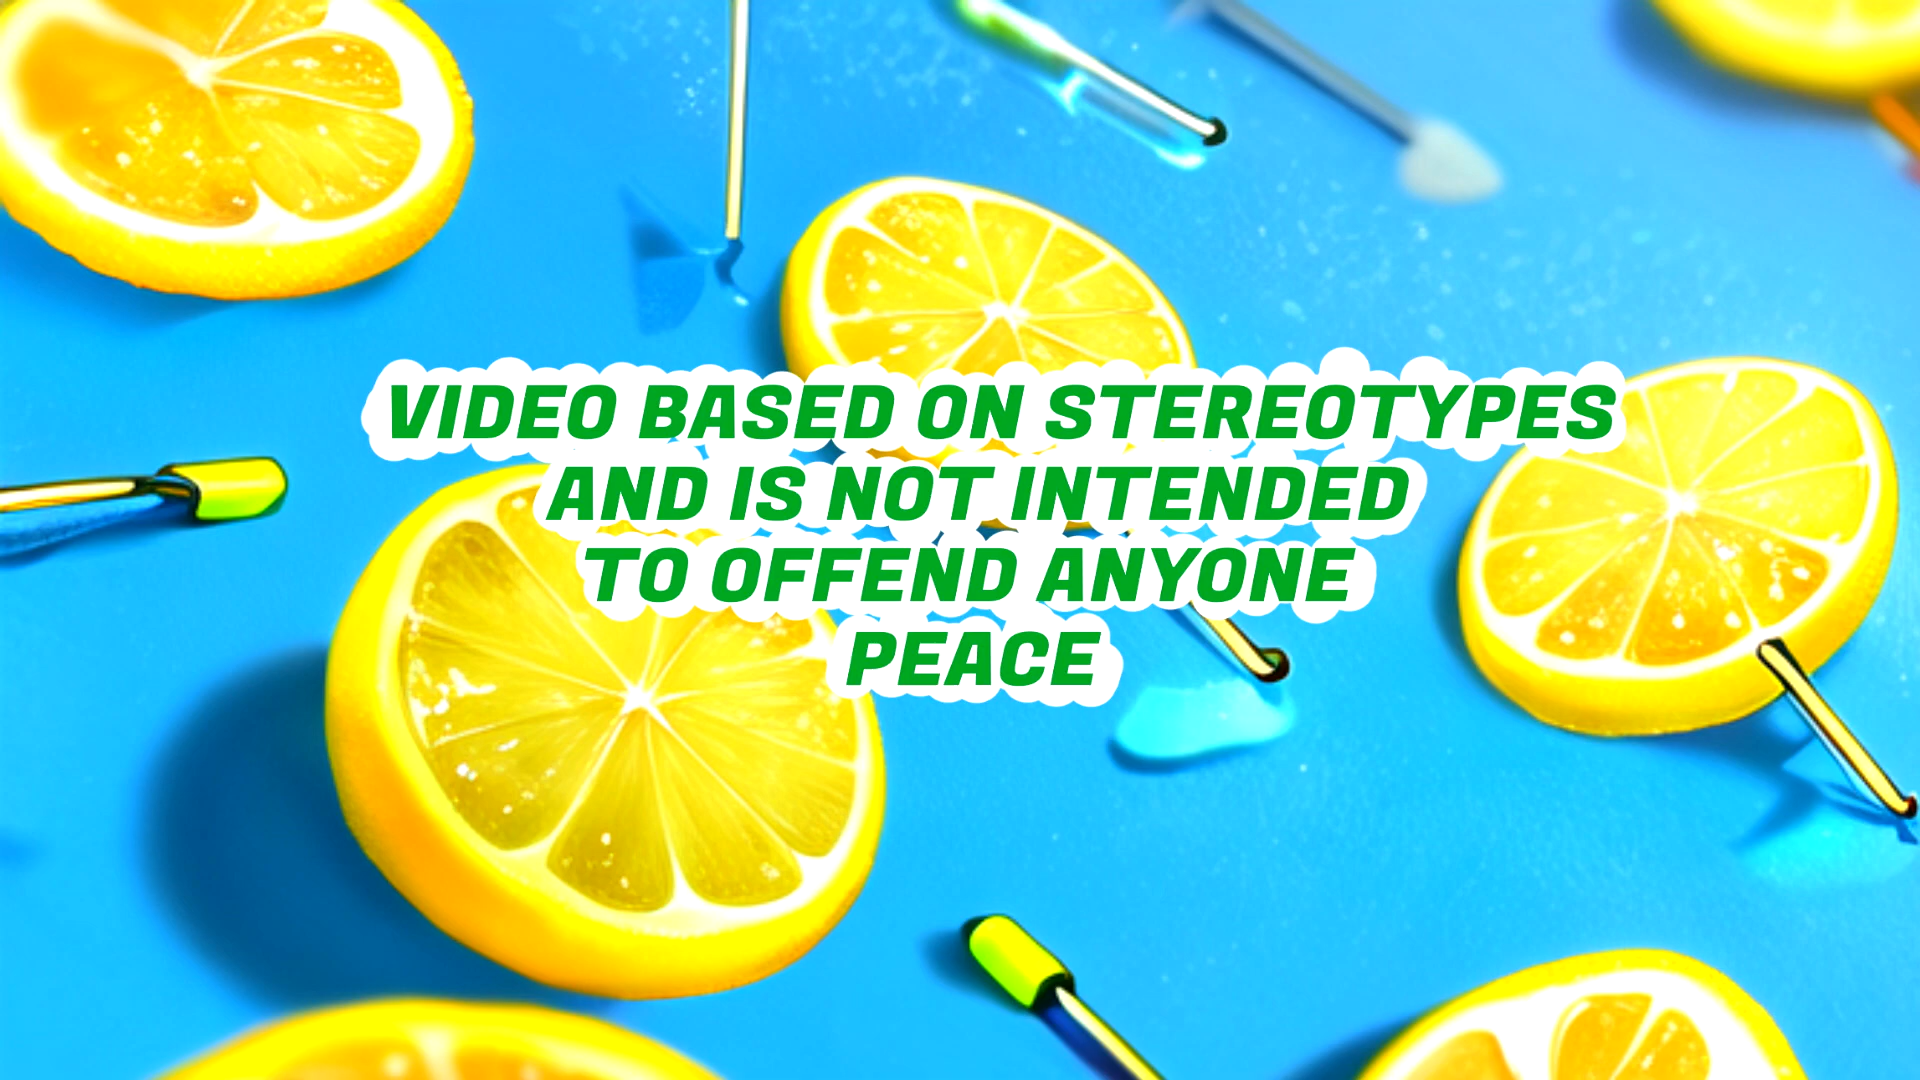 VIDEO BASED ON STEREOTYPES
AND IS NOT INTENDED
TO OFFEND ANYONE
PEACE